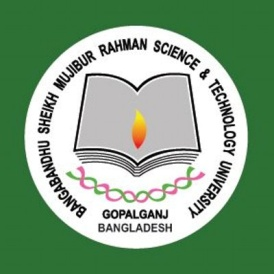 BANGABANDHU SHEIKH MUJIBUR RAHMAN SCIENCE & TECHNOLOGY UNIVERSITY
GOPALGANJ
BANGLADESH